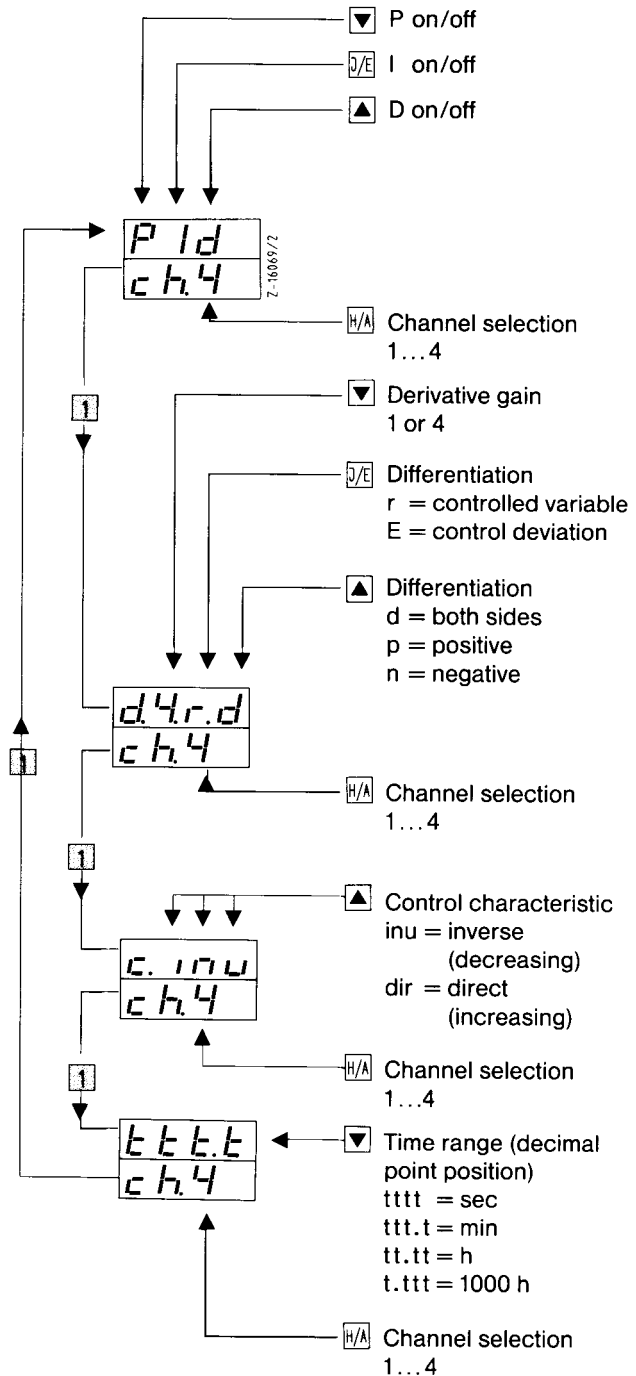 ▼ P on/off
J/E I on/off
▲ D on/off
P I d
ch.4
Z-16069/2
H/A Channel selection
1...4
1
▼ Derivative gain
1 or 4
J/E Differentiation
r = controlled variable
E = control deviation
▲ Differentiation
d = both sides
p = positive
n = negative
d.4.r.d
ch.4
1
H/A Channel selection
1...4
1
▲ Control characteristic
inu = inverse
(decreasing)
dir = direct
(increasing)
c. inu
ch.4
H/A Channel selection
1...4
1
▼ Time range (decimal
point position)
tttt = sec
ttt.t = min
tt.tt = h
t.ttt = 1000 h
ttt.t
ch.4
H/A Channel selection
1...4